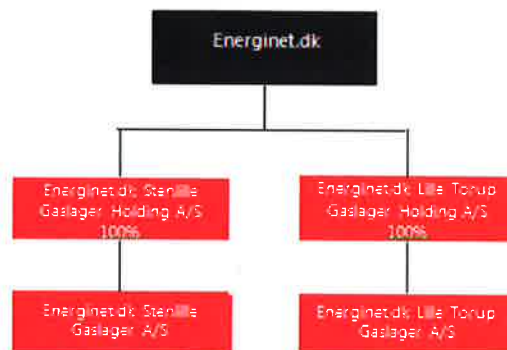 Energinet.dk
Energinet.dk Stenlille
Gaslager Holding A/S
100%
Energinet.dk Lille Torup
Gaslager Holding A/S
100%
Energinet.dk Stenlille
Gaslager A/S
Energinet.dk Lille Torup
Gaslager A/S